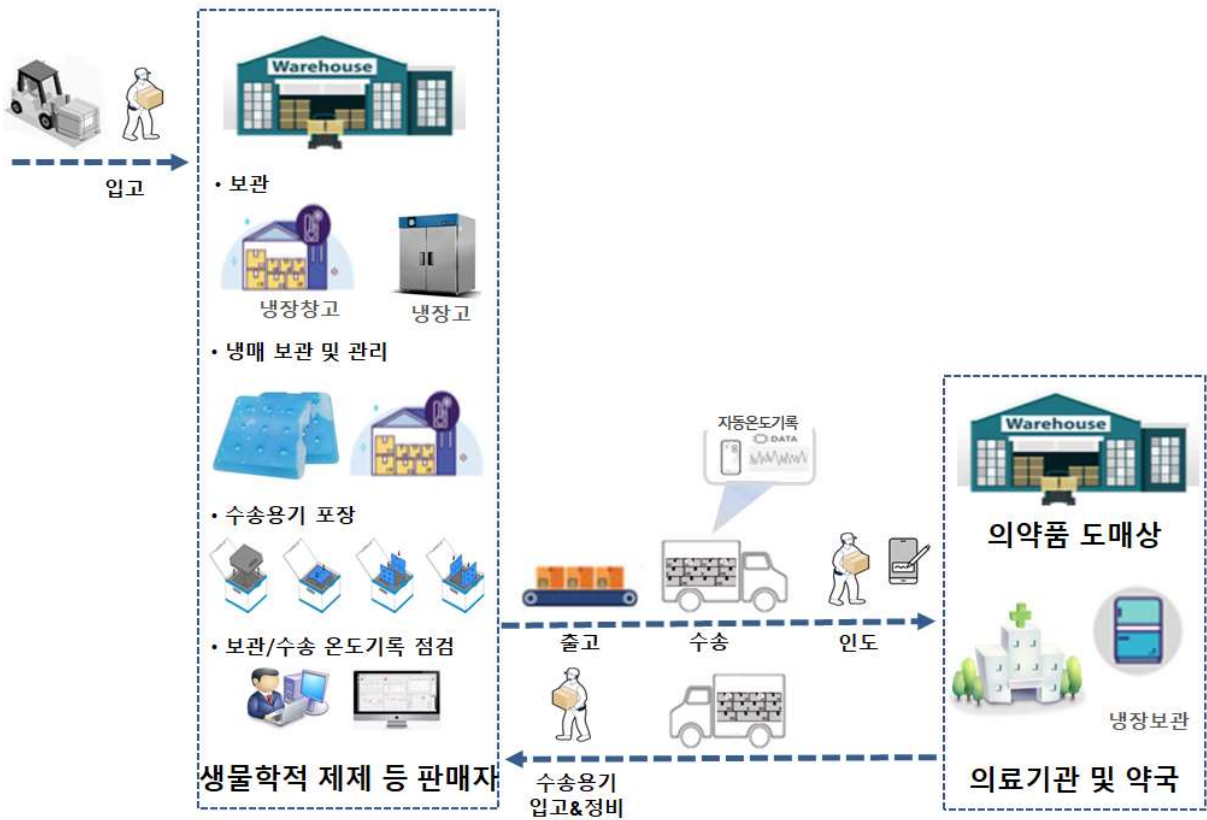 Warehouse
입고
• 보관
냉장창고
냉장고
• 냉매 보관 및 관리
• 수송용기 포장
• 보관/수송 온도기록 점검
생물학적 제제 등 판매자
자동온도기록
DATA
출고
수송
인도
수송용기
입고&정비
Warehouse
의약품 도매상
냉장보관
의료기관 및 약국